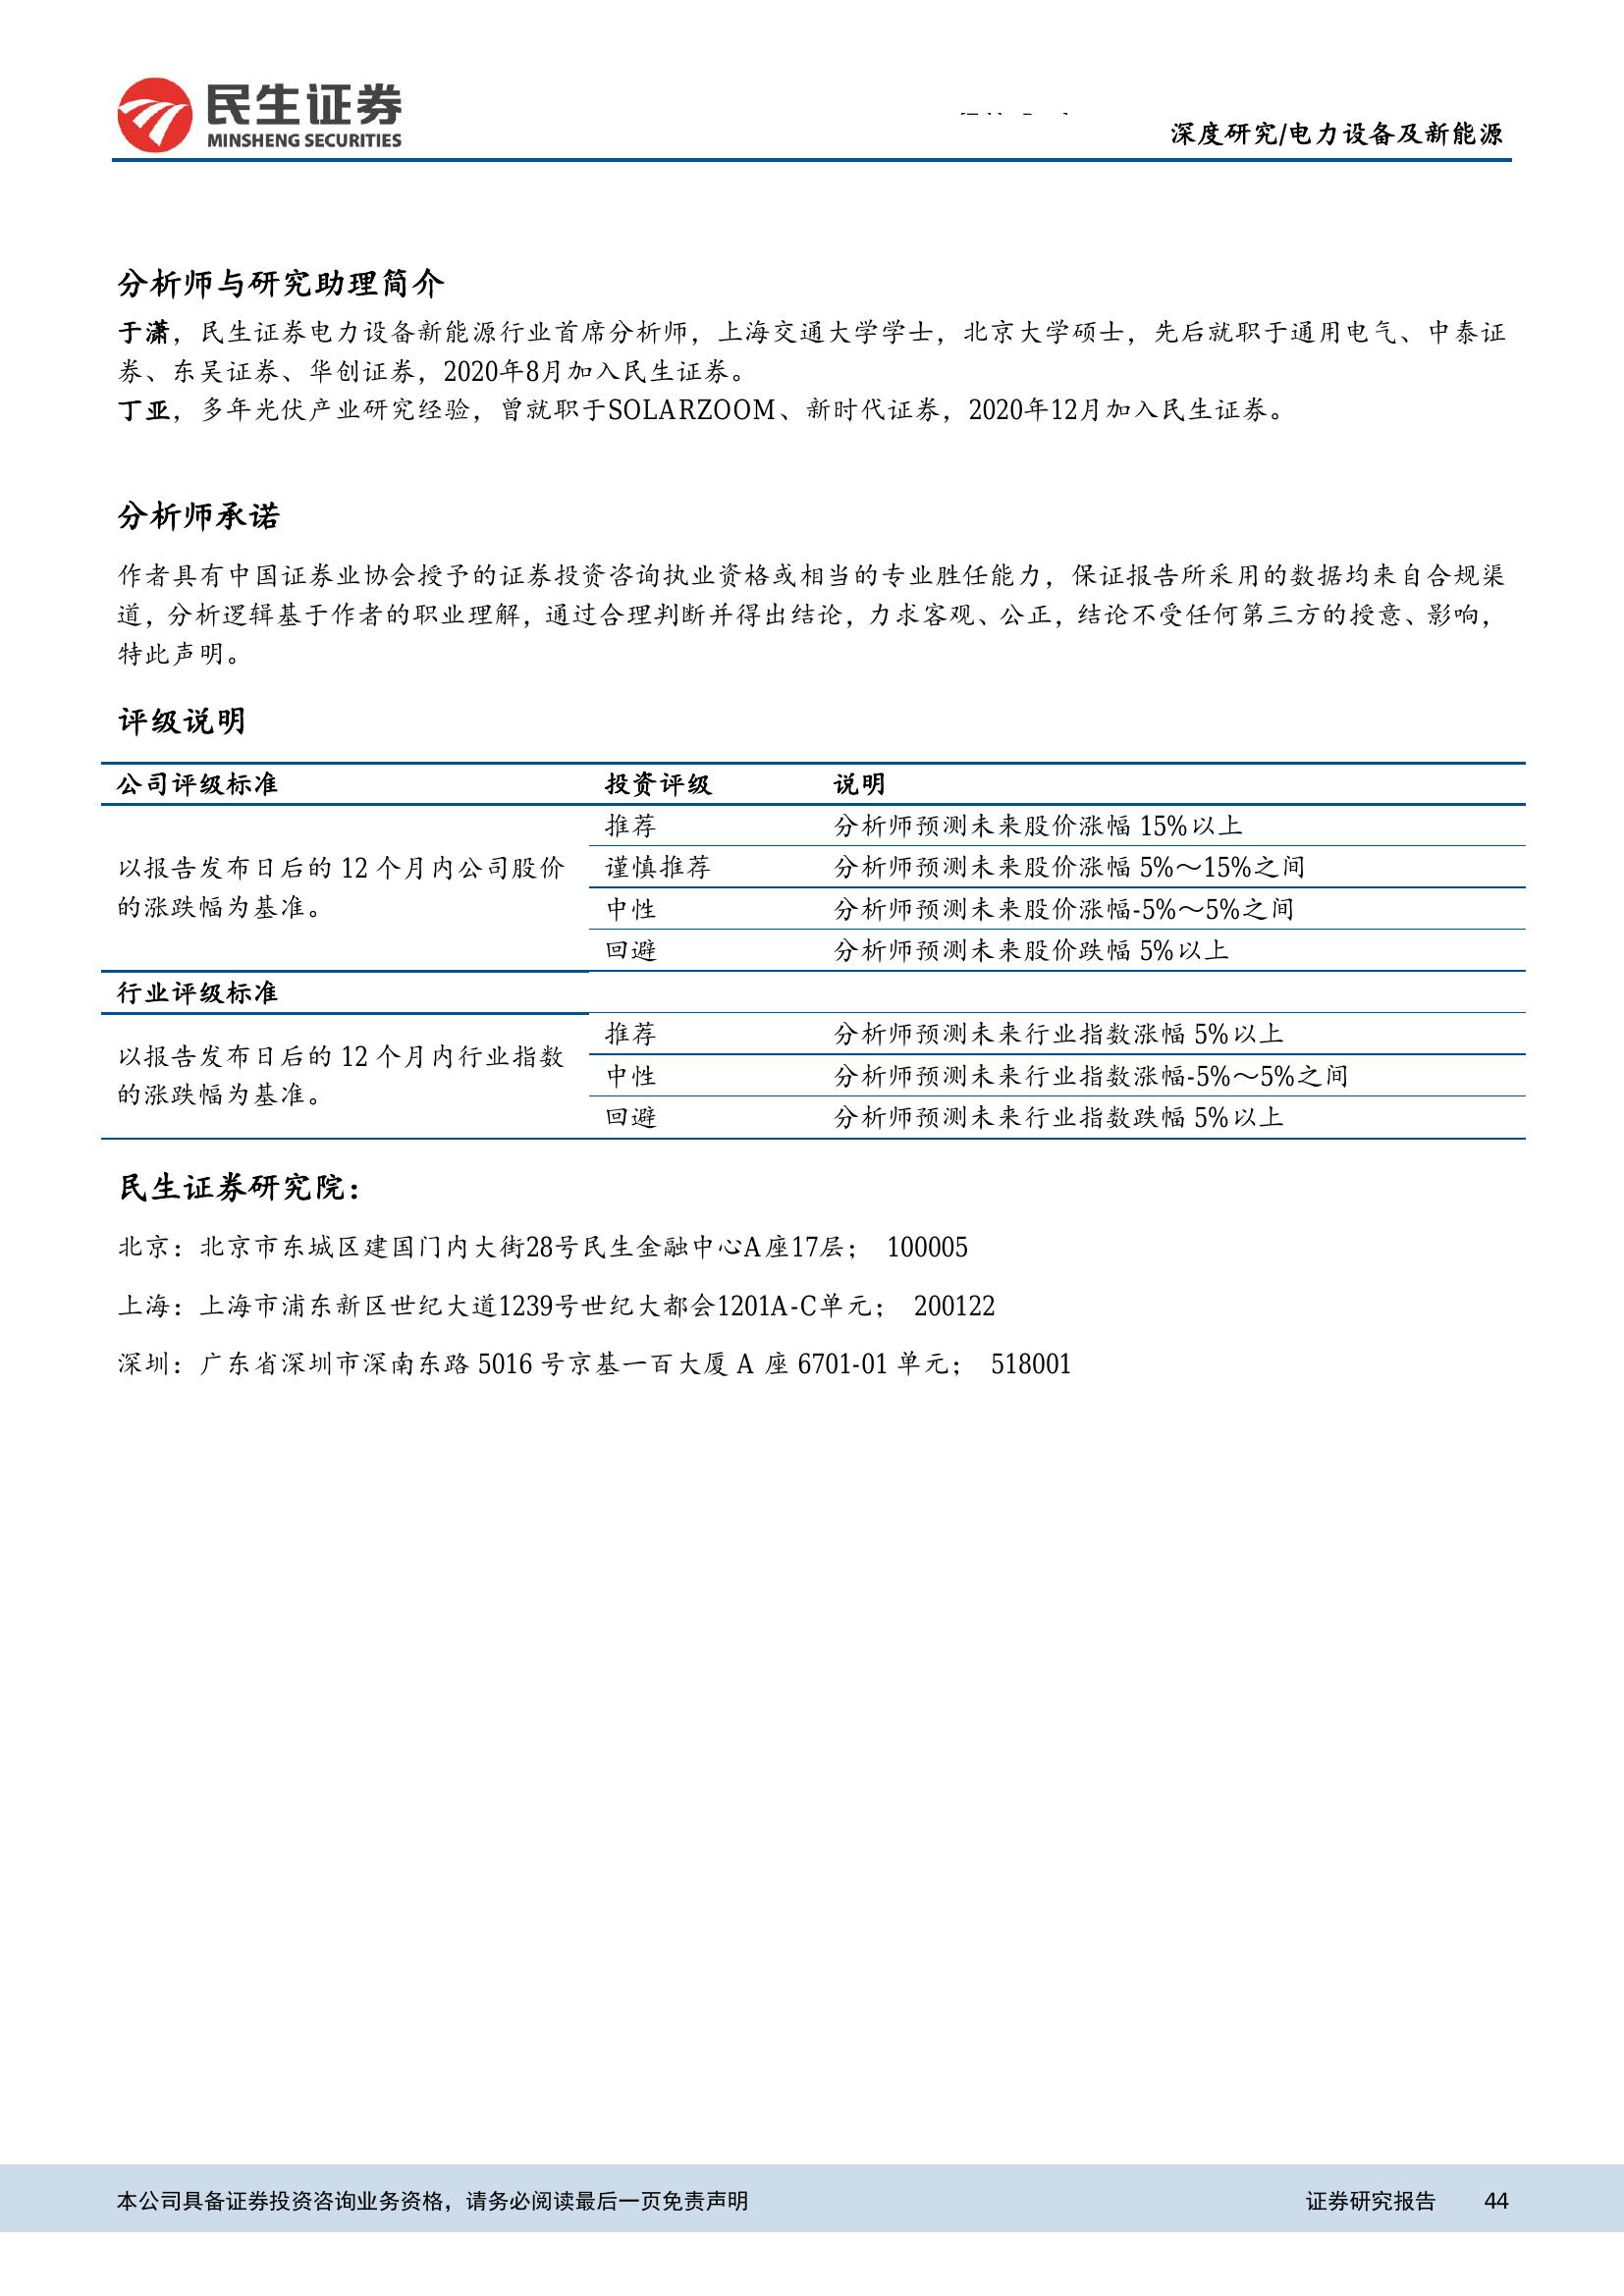 民生证券
MINSHENG SECURITIES
深度研究/电力设备及新能源
分析师与研究助理简介
于潇，民生证券电力设备新能源行业首席分析师，上海交通大学学士，北京大学硕士，先后就职于通用电气、中泰证
券、东吴证券、华创证券，2020年8月加入民生证券。
丁亚，多年光伏产业研究经验，曾就职于SOLARZOOM、新时代证券，2020年12月加入民生证券。
分析师承诺
作者具有中国证券业协会授予的证券投资咨询执业资格或相当的专业胜任能力，保证报告所采用的数据均来自合规渠
道，分析逻辑基于作者的职业理解，通过合理判断并得出结论，力求客观、公正，结论不受任何第三方的授意、影响，
特此声明。
评级说明
公司评级标准 投资评级 说明
以报告发布日后的 12 个月内公司股价
的涨跌幅为基准。
推荐 分析师预测未来股价涨幅 15%以上
谨慎推荐 分析师预测未来股价涨幅 5%～15%之间
中性 分析师预测未来股价涨幅-5%～5%之间
回避 分析师预测未来股价跌幅 5%以上
行业评级标准
以报告发布日后的 12 个月内行业指数
的涨跌幅为基准。
推荐 分析师预测未来行业指数涨幅 5%以上
中性 分析师预测未来行业指数涨幅-5%～5%之间
回避 分析师预测未来行业指数跌幅 5%以上
民生证券研究院：
北京：北京市东城区建国门内大街28号民生金融中心A座17层； 100005
上海：上海市浦东新区世纪大道1239号世纪大都会1201A-C单元； 200122
深圳：广东省深圳市深南东路 5016 号京基一百大厦 A 座 6701-01 单元； 518001
本公司具备证券投资咨询业务资格，请务必阅读最后一页免责声明 证券研究报告 44